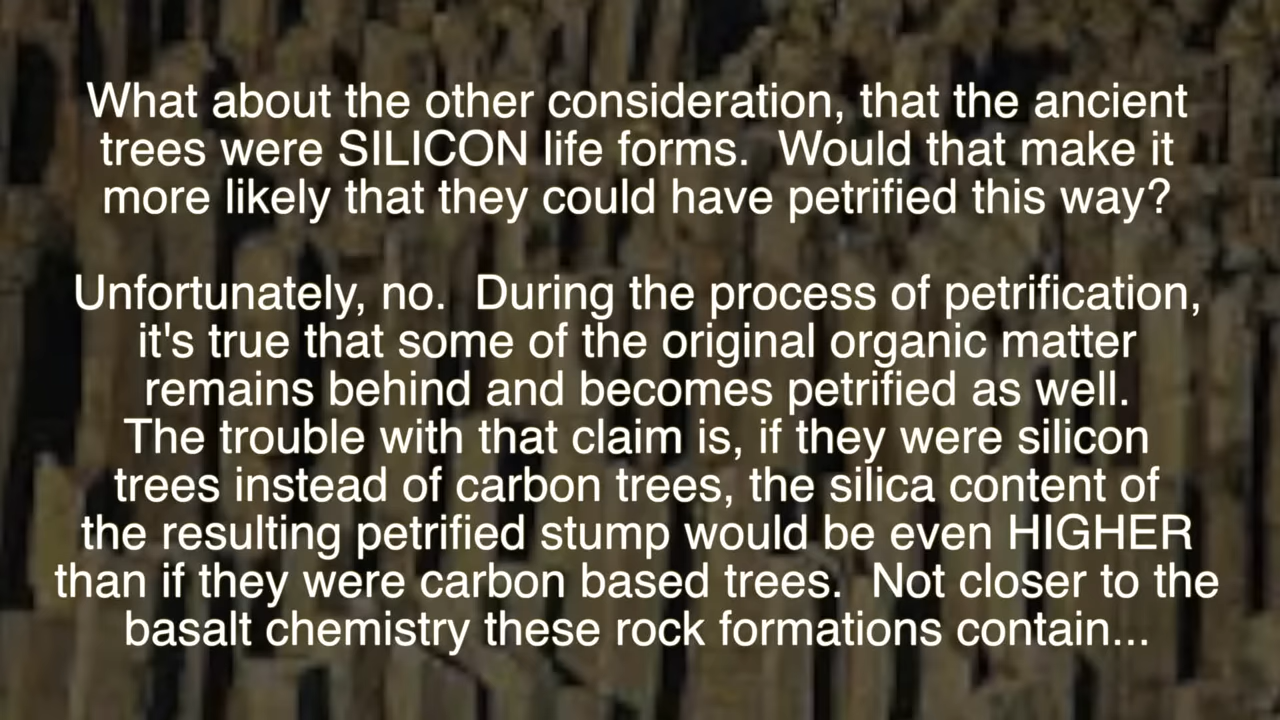 What about the other consideration, that the ancient
trees were SILICON life forms.  Would that make it
more likely that they could have petrified this way?
Unfortunately, no.  During the process of petrification,
it's true that some of the original organic matter
remains behind and becomes petrified as well.
The trouble with that claim is, if they were silicon
trees instead of carbon trees, the silica content of
the resulting petrified stump would be even HIGHER
than if they were carbon based trees.  Not closer to the
basalt chemistry these rock formations contain...